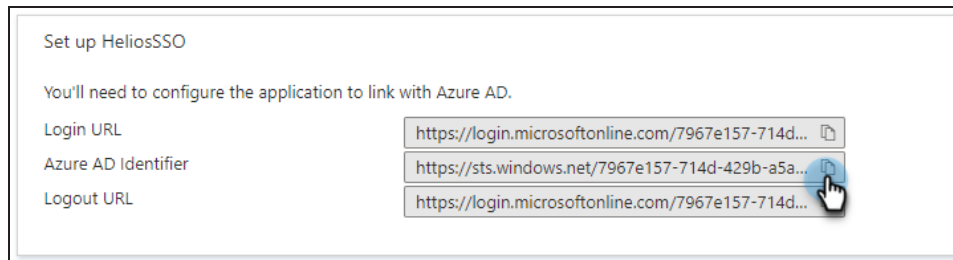 Set up HeliosSSO
You'll need to configure the application to link with Azure AD.
Login URL https://login.microsoftonline.com/7967e157-714d...
Azure AD Identifier https://sts.windows.net/7967e157-714d-429b-a5a...
Logout URL https://login.microsoftonline.com/7967e157-714d...